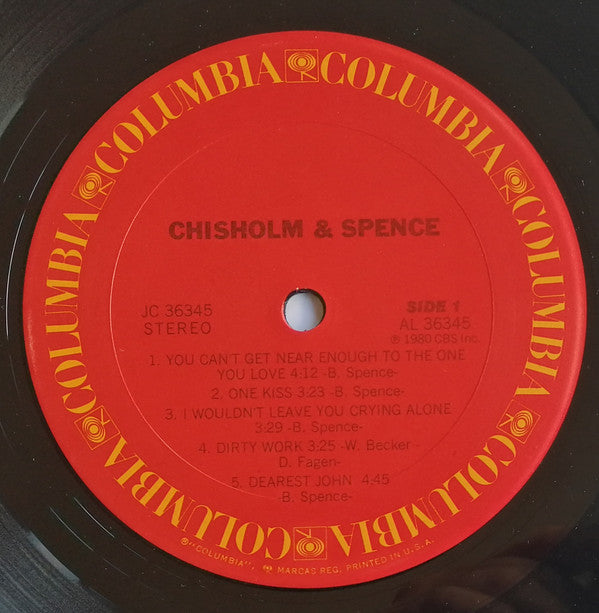 COLUMBIA COLUMBIA COLUMBIA COLUMBIA COLUMBIA COLUMBIA COLUMBIA
CHISHOLM & SPENCE
JC 36345
STEREO
SIDE 1
AL 36345
℗ 1980 CBS Inc.
1. YOU CAN'T GET NEAR ENOUGH TO THE ONE
YOU LOVE 4:12 -B. Spence-
2. ONE KISS 3:23 -B. Spence-
3. I WOULDN'T LEAVE YOU CRYING ALONE
3:29 -B. Spence-
4. DIRTY WORK 3:25 -W. Becker-
D. Fagen-
5. DEAREST JOHN 4:45
-B. Spence-
®"COLUMBIA", MARCAS REG. PRINTED IN U.S.A.